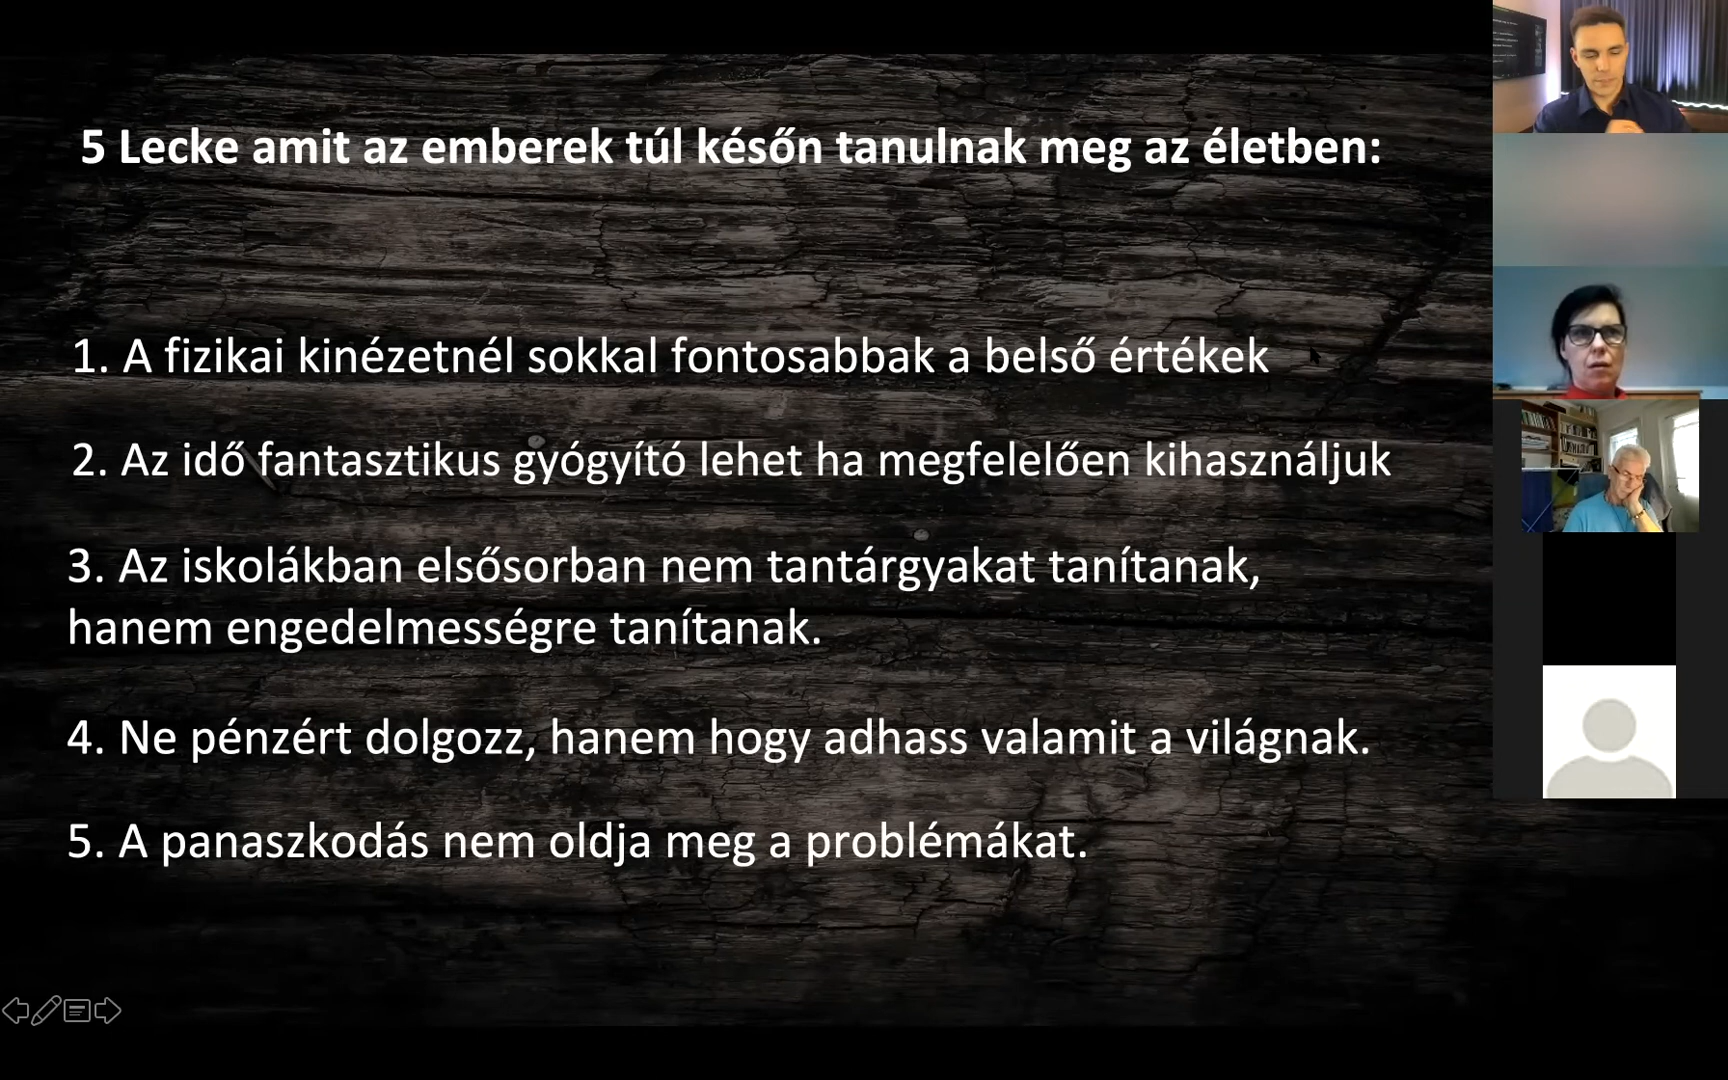 5 Lecke amit az emberek túl későn tanulnak meg az életben:
1. A fizikai kinézetnél sokkal fontosabbak a belső értékek
2. Az idő fantasztikus gyógyító lehet ha megfelelően kihasználjuk
3. Az iskolákban elsősorban nem tantárgyakat tanítanak,
hanem engedelmességre tanítanak.
4. Ne pénzért dolgozz, hanem hogy adhass valamit a világnak.
5. A panaszkodás nem oldja meg a problémákat.